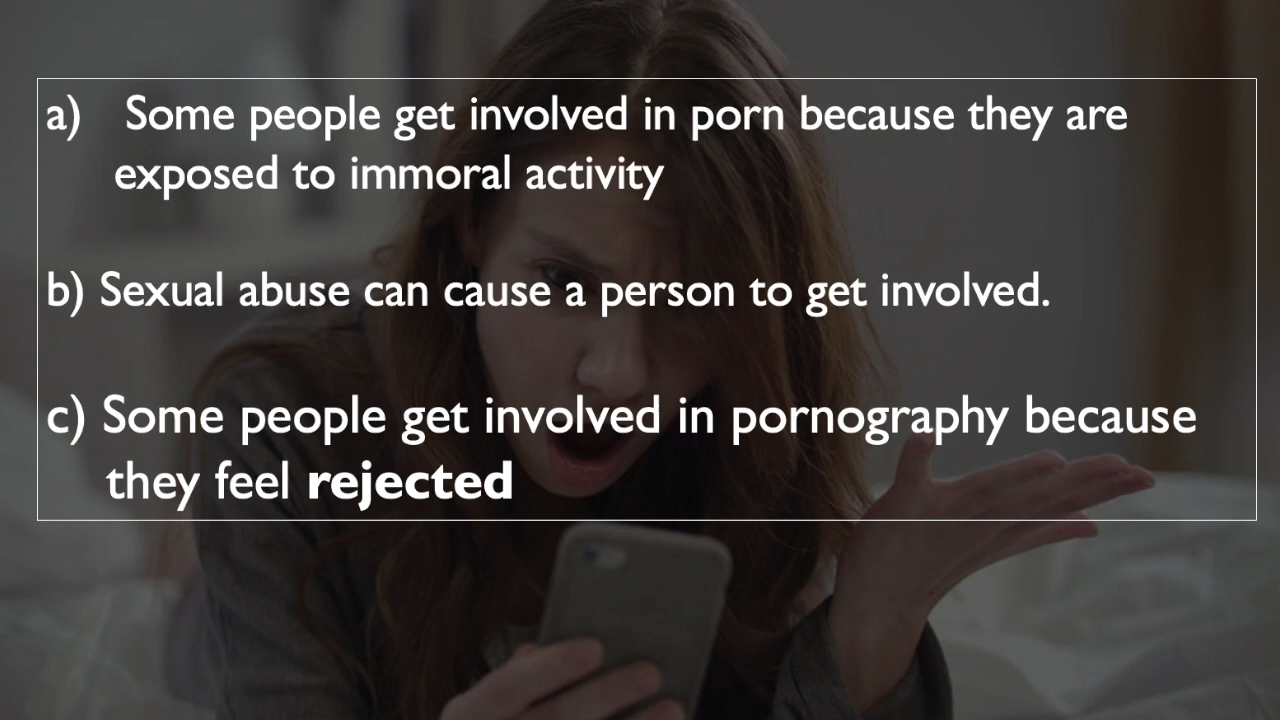 a) Some people get involved in porn because they are
exposed to immoral activity
b) Sexual abuse can cause a person to get involved.
c) Some people get involved in pornography because
they feel rejected